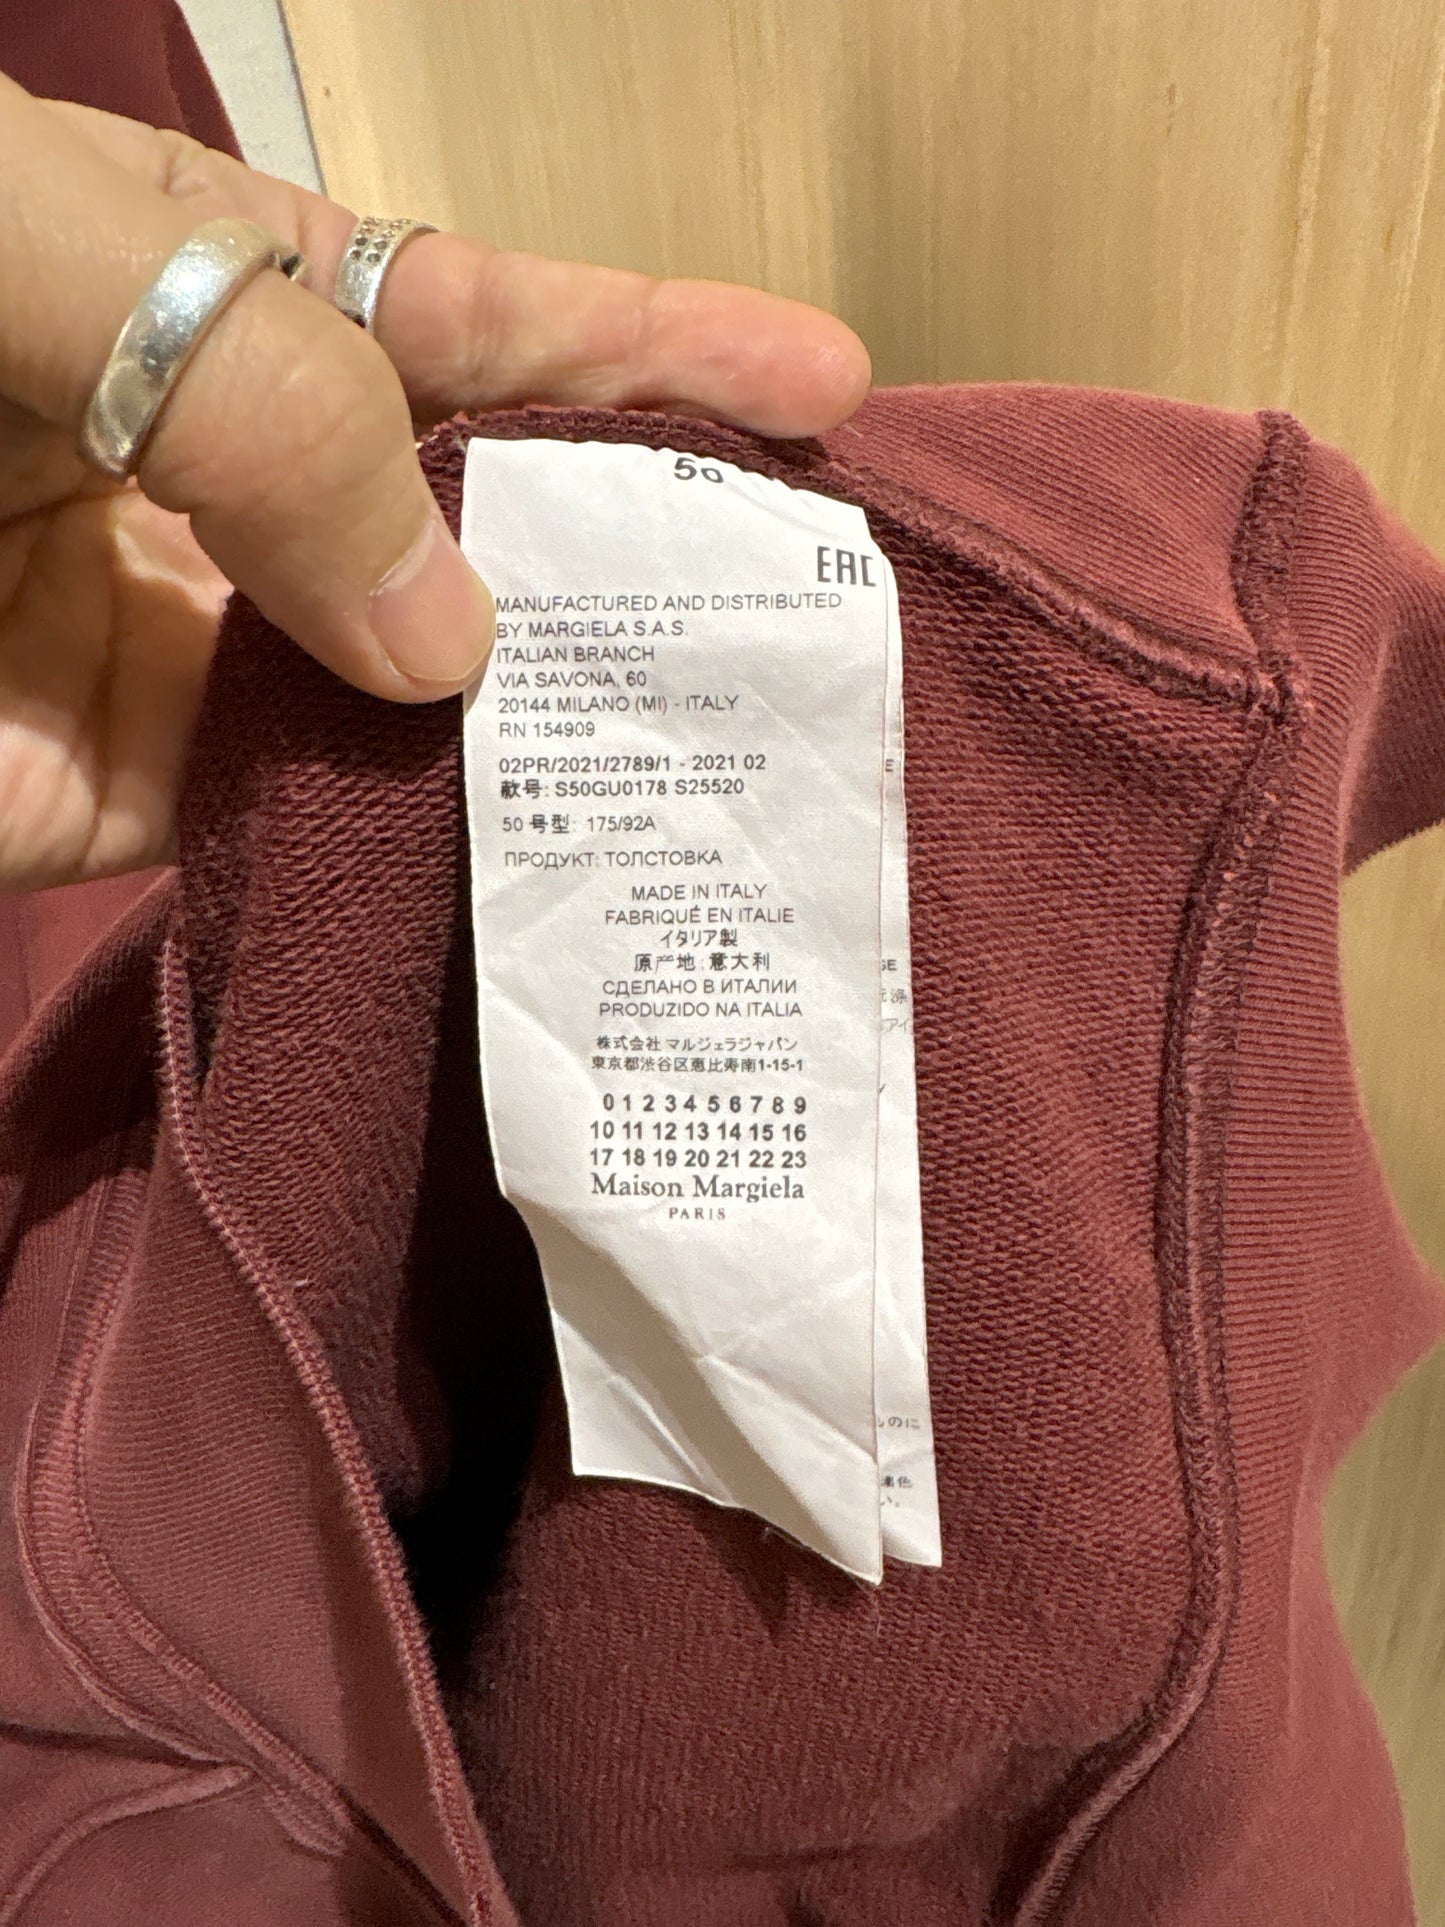 50
EAC
MANUFACTURED AND DISTRIBUTED
BY MARGIELA S.A.S.
ITALIAN BRANCH
VIA SAVONA, 60
20144 MILANO (MI) - ITALY
RN 154909
02PR/2021/2789/1 - 2021 02
款号: S50GU0178 S25520
50 号型: 175/92A
ПРОДУКТ: ТОЛСТОВКА
MADE IN ITALY
FABRIQUÉ EN ITALIE
イタリア製
原产地: 意大利
СДЕЛАНО В ИТАЛИИ
PRODUZIDO NA ITALIA
株式会社 マルジェラジャパン
東京都渋谷区恵比寿南1-15-1
0 1 2 3 4 5 6 7 8 9
10 11 12 13 14 15 16
17 18 19 20 21 22 23
Maison Margiela
PARIS